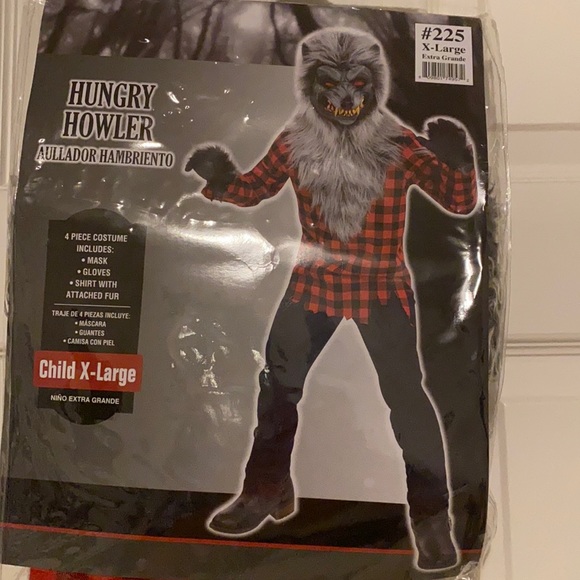 #225
X-Large
Extra Grande
HUNGRY
HOWLER
AULLADOR HAMBRIENTO
4 PIECE COSTUME
INCLUDES:
• MASK
• GLOVES
• SHIRT WITH
ATTACHED FUR
TRAJE DE 4 PIEZAS INCLUYE:
• MÁSCARA
• GUANTES
• CAMISA CON PIEL
Child X-Large
NIÑO EXTRA GRANDE